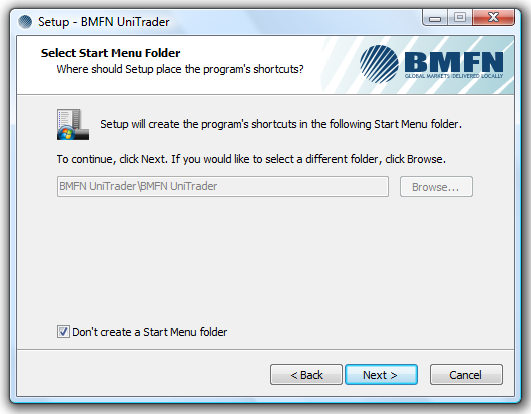 Setup - BMFN UniTrader
Select Start Menu Folder
Where should Setup place the program's shortcuts?
BMFN
GLOBAL MARKETS DELIVERED LOCALLY
Setup will create the program's shortcuts in the following Start Menu folder.
To continue, click Next. If you would like to select a different folder, click Browse.
BMFN UniTrader\BMFN UniTrader
Browse...
Don't create a Start Menu folder
< Back
Next >
Cancel